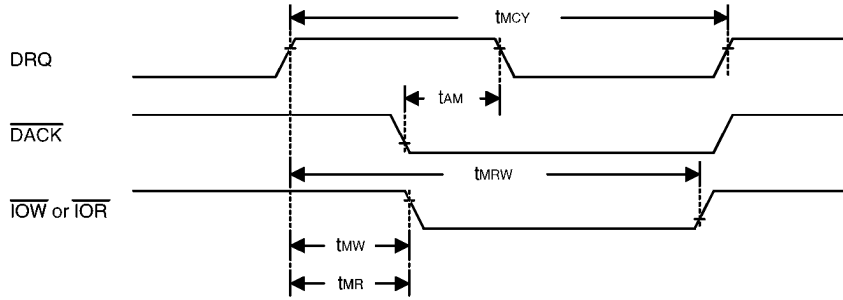 tMCY
DRQ
tAM
DACK
tMRW
IOW or IOR
tMW
tMR